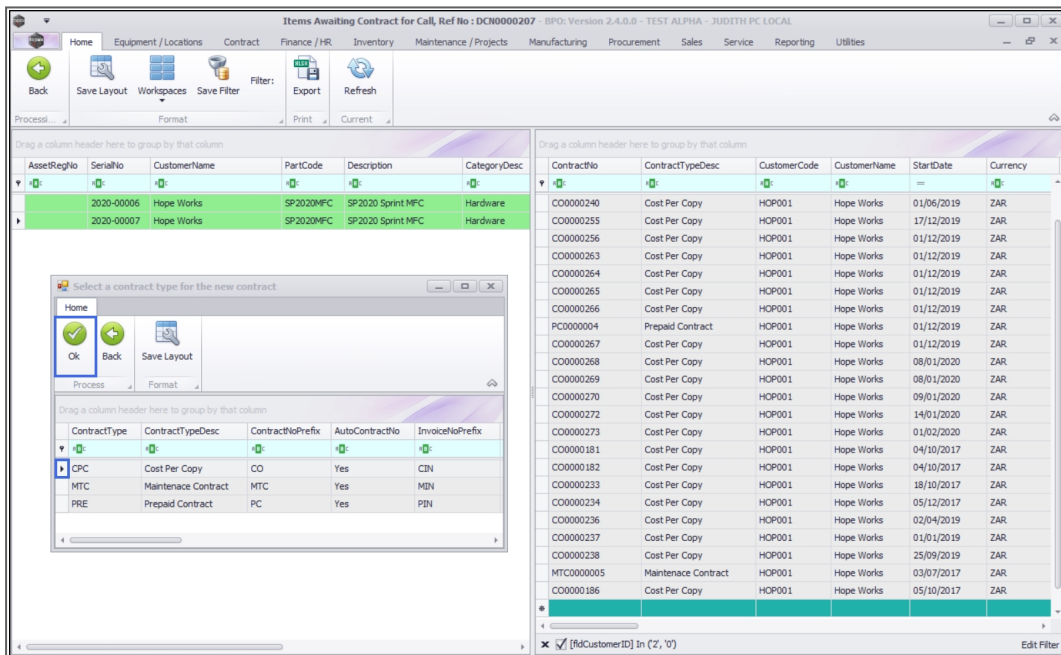 Items Awaiting Contract for Call, Ref No : DCN0000207 - BPO: Version 2.4.0.0 - TEST ALPHA - JUDITH PC LOCAL
Home Equipment / Locations Contract Finance / HR Inventory Maintenance / Projects Manufacturing Procurement Sales Service Reporting Utilities
Back Save Layout Workspaces Save Filter Filter: Export Refresh
Processi... Format Print Current
Drag a column header here to group by that column
AssetRegNo SerialNo CustomerName PartCode Description CategoryDesc
2020-00006 Hope Works SP2020MFC SP2020 Sprint MFC Hardware
2020-00007 Hope Works SP2020MFC SP2020 Sprint MFC Hardware
Select a contract type for the new contract
Home
Ok Back Save Layout
Process Format
Drag a column header here to group by that column
ContractType ContractTypeDesc ContractNoPrefix AutoContractNo InvoiceNoPrefix
CPC Cost Per Copy CO Yes CIN
MTC Maintenace Contract MTC Yes MIN
PRE Prepaid Contract PC Yes PIN
Drag a column header here to group by that column
ContractNo ContractTypeDesc CustomerCode CustomerName StartDate Currency
=
CO0000240 Cost Per Copy HOP001 Hope Works 01/06/2019 ZAR
CO0000255 Cost Per Copy HOP001 Hope Works 17/12/2019 ZAR
CO0000256 Cost Per Copy HOP001 Hope Works 01/12/2019 ZAR
CO0000263 Cost Per Copy HOP001 Hope Works 01/12/2019 ZAR
CO0000264 Cost Per Copy HOP001 Hope Works 01/12/2019 ZAR
CO0000265 Cost Per Copy HOP001 Hope Works 01/12/2019 ZAR
CO0000266 Cost Per Copy HOP001 Hope Works 01/12/2019 ZAR
PC0000004 Prepaid Contract HOP001 Hope Works 01/12/2019 ZAR
CO0000267 Cost Per Copy HOP001 Hope Works 01/12/2019 ZAR
CO0000268 Cost Per Copy HOP001 Hope Works 08/01/2020 ZAR
CO0000269 Cost Per Copy HOP001 Hope Works 08/01/2020 ZAR
CO0000270 Cost Per Copy HOP001 Hope Works 09/01/2020 ZAR
CO0000272 Cost Per Copy HOP001 Hope Works 14/01/2020 ZAR
CO0000273 Cost Per Copy HOP001 Hope Works 01/02/2020 ZAR
CO0000181 Cost Per Copy HOP001 Hope Works 04/10/2017 ZAR
CO0000182 Cost Per Copy HOP001 Hope Works 04/10/2017 ZAR
CO0000233 Cost Per Copy HOP001 Hope Works 18/10/2017 ZAR
CO0000234 Cost Per Copy HOP001 Hope Works 05/12/2017 ZAR
CO0000236 Cost Per Copy HOP001 Hope Works 02/04/2019 ZAR
CO0000237 Cost Per Copy HOP001 Hope Works 01/01/2019 ZAR
CO0000238 Cost Per Copy HOP001 Hope Works 25/09/2019 ZAR
MTC0000005 Maintenace Contract HOP001 Hope Works 03/07/2017 ZAR
CO0000186 Cost Per Copy HOP001 Hope Works 05/10/2017 ZAR
[fldCustomerID] In ('2', '0') Edit Filter